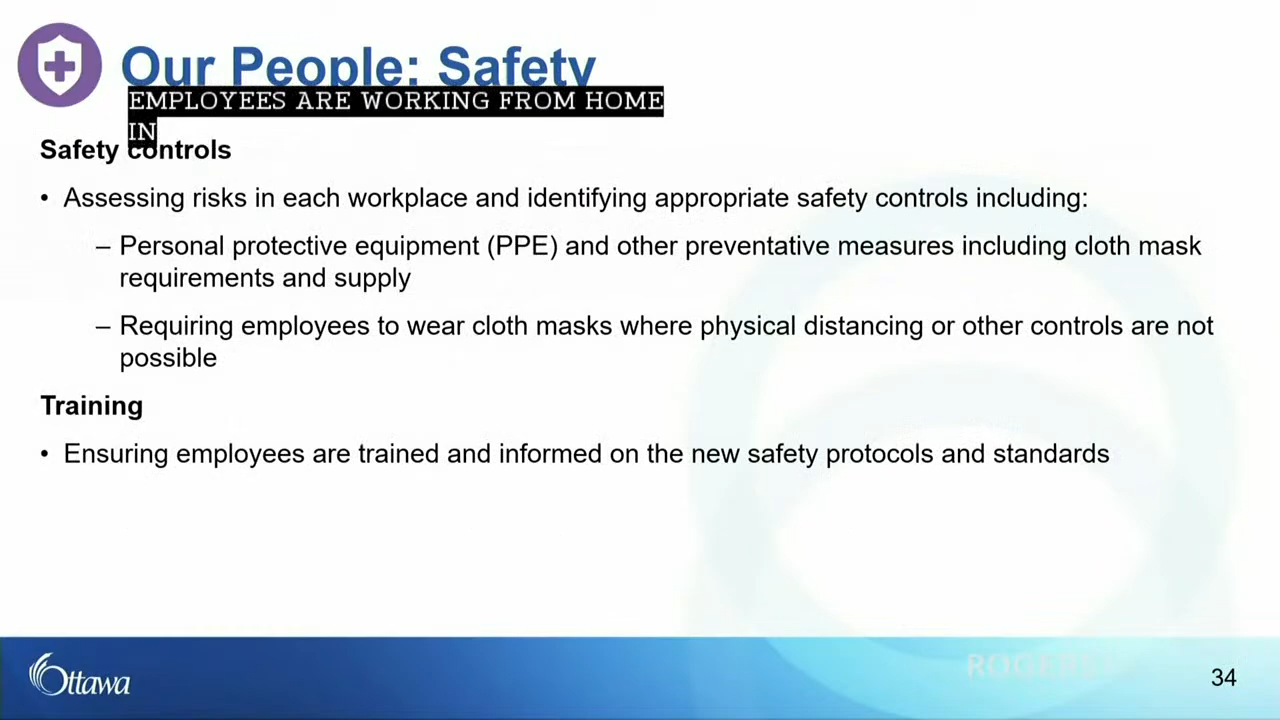 Our People: Safety
EMPLOYEES ARE WORKING FROM HOME
IN
Safety controls
• Assessing risks in each workplace and identifying appropriate safety controls including:
– Personal protective equipment (PPE) and other preventative measures including cloth mask
requirements and supply
– Requiring employees to wear cloth masks where physical distancing or other controls are not
possible
Training
• Ensuring employees are trained and informed on the new safety protocols and standards
Ottawa
ROGERS
34